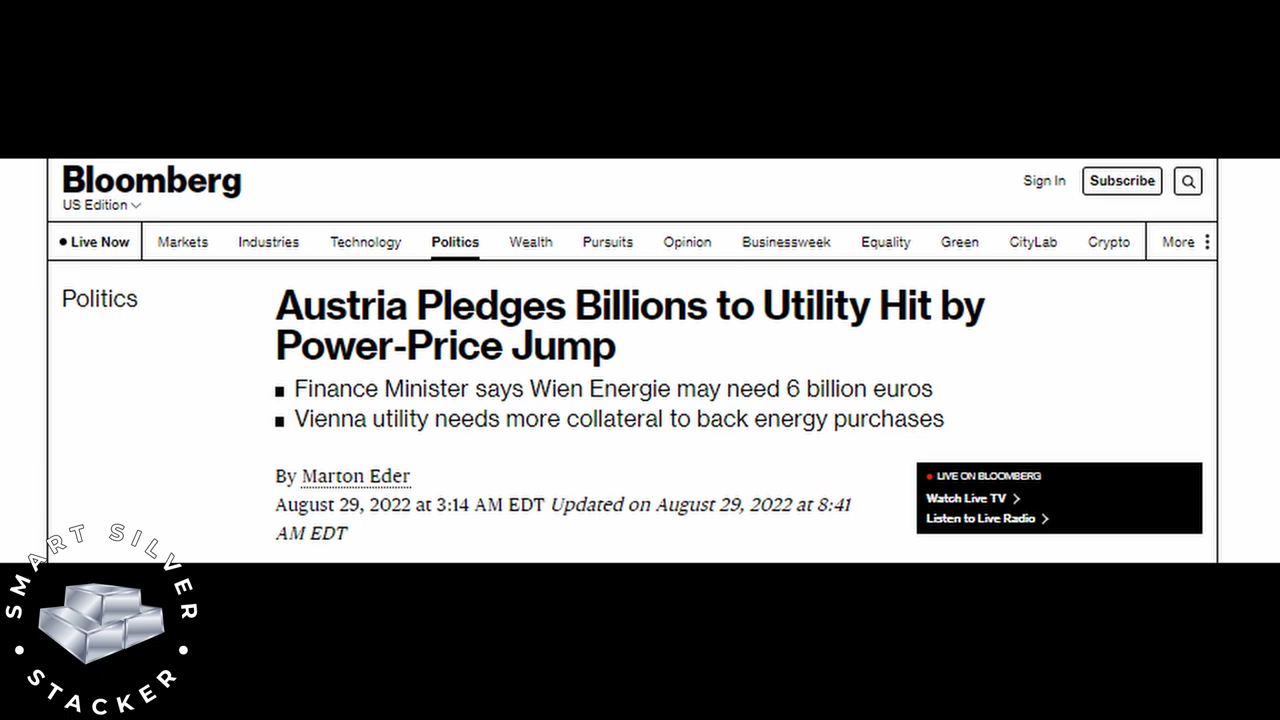 Bloomberg
US Edition
Sign In
Subscribe
Live Now
Markets
Industries
Technology
Politics
Wealth
Pursuits
Opinion
Businessweek
Equality
Green
CityLab
Crypto
More
Politics
Austria Pledges Billions to Utility Hit by
Power-Price Jump
Finance Minister says Wien Energie may need 6 billion euros
Vienna utility needs more collateral to back energy purchases
By Marton Eder
August 29, 2022 at 3:14 AM EDT Updated on August 29, 2022 at 8:41
AM EDT
LIVE ON BLOOMBERG
Watch Live TV
Listen to Live Radio
SMART SILVER
STACKER